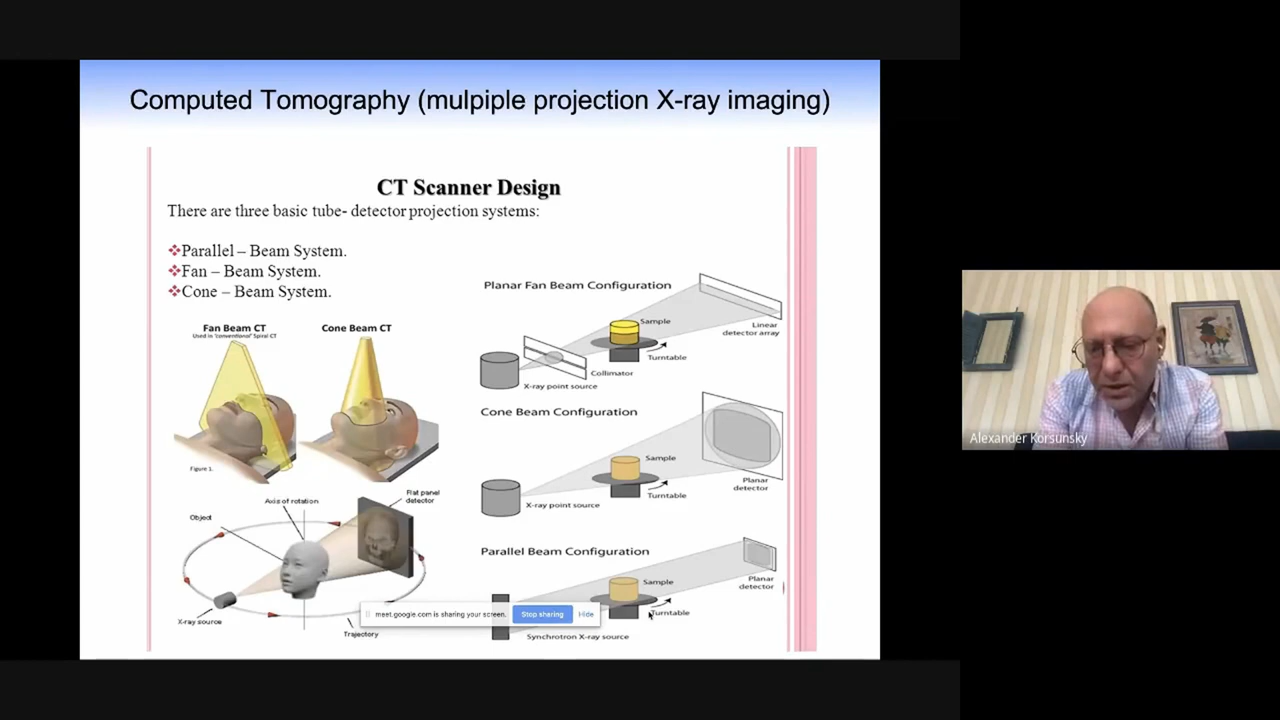 Computed Tomography (mulpiple projection X-ray imaging)
CT Scanner Design
There are three basic tube- detector projection systems:
❖Parallel – Beam System.
❖Fan – Beam System.
❖Cone – Beam System.
Fan Beam CT
Used in "conventional" Spiral CT
Cone Beam CT
Figure 1.
Planar Fan Beam Configuration
Sample
Linear
detector array
Turntable
Collimator
X-ray point source
Cone Beam Configuration
Sample
Planar
detector
Turntable
X-ray point source
Flat panel
detector
Axis of rotation
Object
X-ray source
Trajectory
Parallel Beam Configuration
Sample
Planar
detector
Turntable
Synchrotron X-ray source
meet.google.com is sharing your screen.
Stop sharing
Hide
Alexander Korsunsky